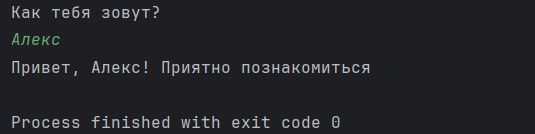 Как тебя зовут?
Алекс
Привет, Алекс! Приятно познакомиться
Process finished with exit code 0